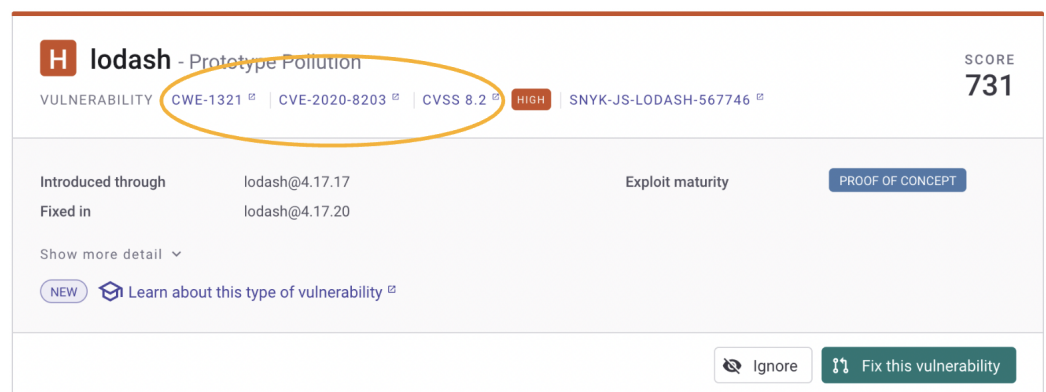 H lodash - Prototype Pollution
SCORE
731
VULNERABILITY CWE-1321 CVE-2020-8203 CVSS 8.2 HIGH SNYK-JS-LODASH-567746
Introduced through lodash@4.17.17 Exploit maturity PROOF OF CONCEPT
Fixed in lodash@4.17.20
Show more detail
NEW Learn about this type of vulnerability
Ignore Fix this vulnerability